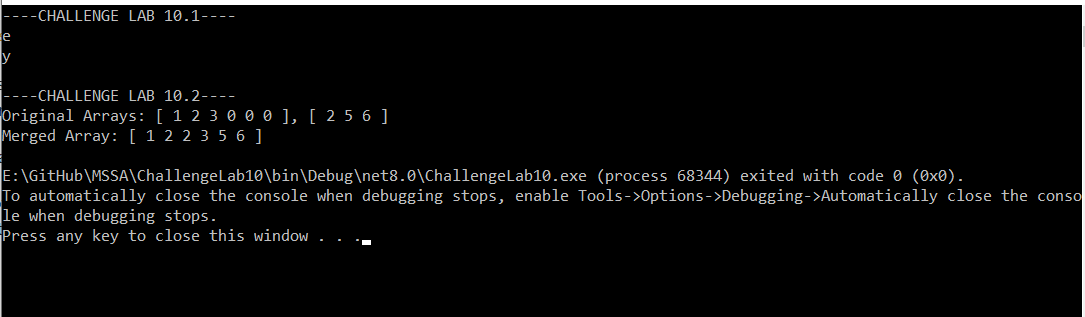 ----CHALLENGE LAB 10.1----
e
y
----CHALLENGE LAB 10.2----
Original Arrays: [ 1 2 3 0 0 0 ], [ 2 5 6 ]
Merged Array: [ 1 2 2 3 5 6 ]
E:\GitHub\MSSA\ChallengeLab10\bin\Debug\net8.0\ChallengeLab10.exe (process 68344) exited with code 0 (0x0).
To automatically close the console when debugging stops, enable Tools->Options->Debugging->Automatically close the conso
le when debugging stops.
Press any key to close this window . . .